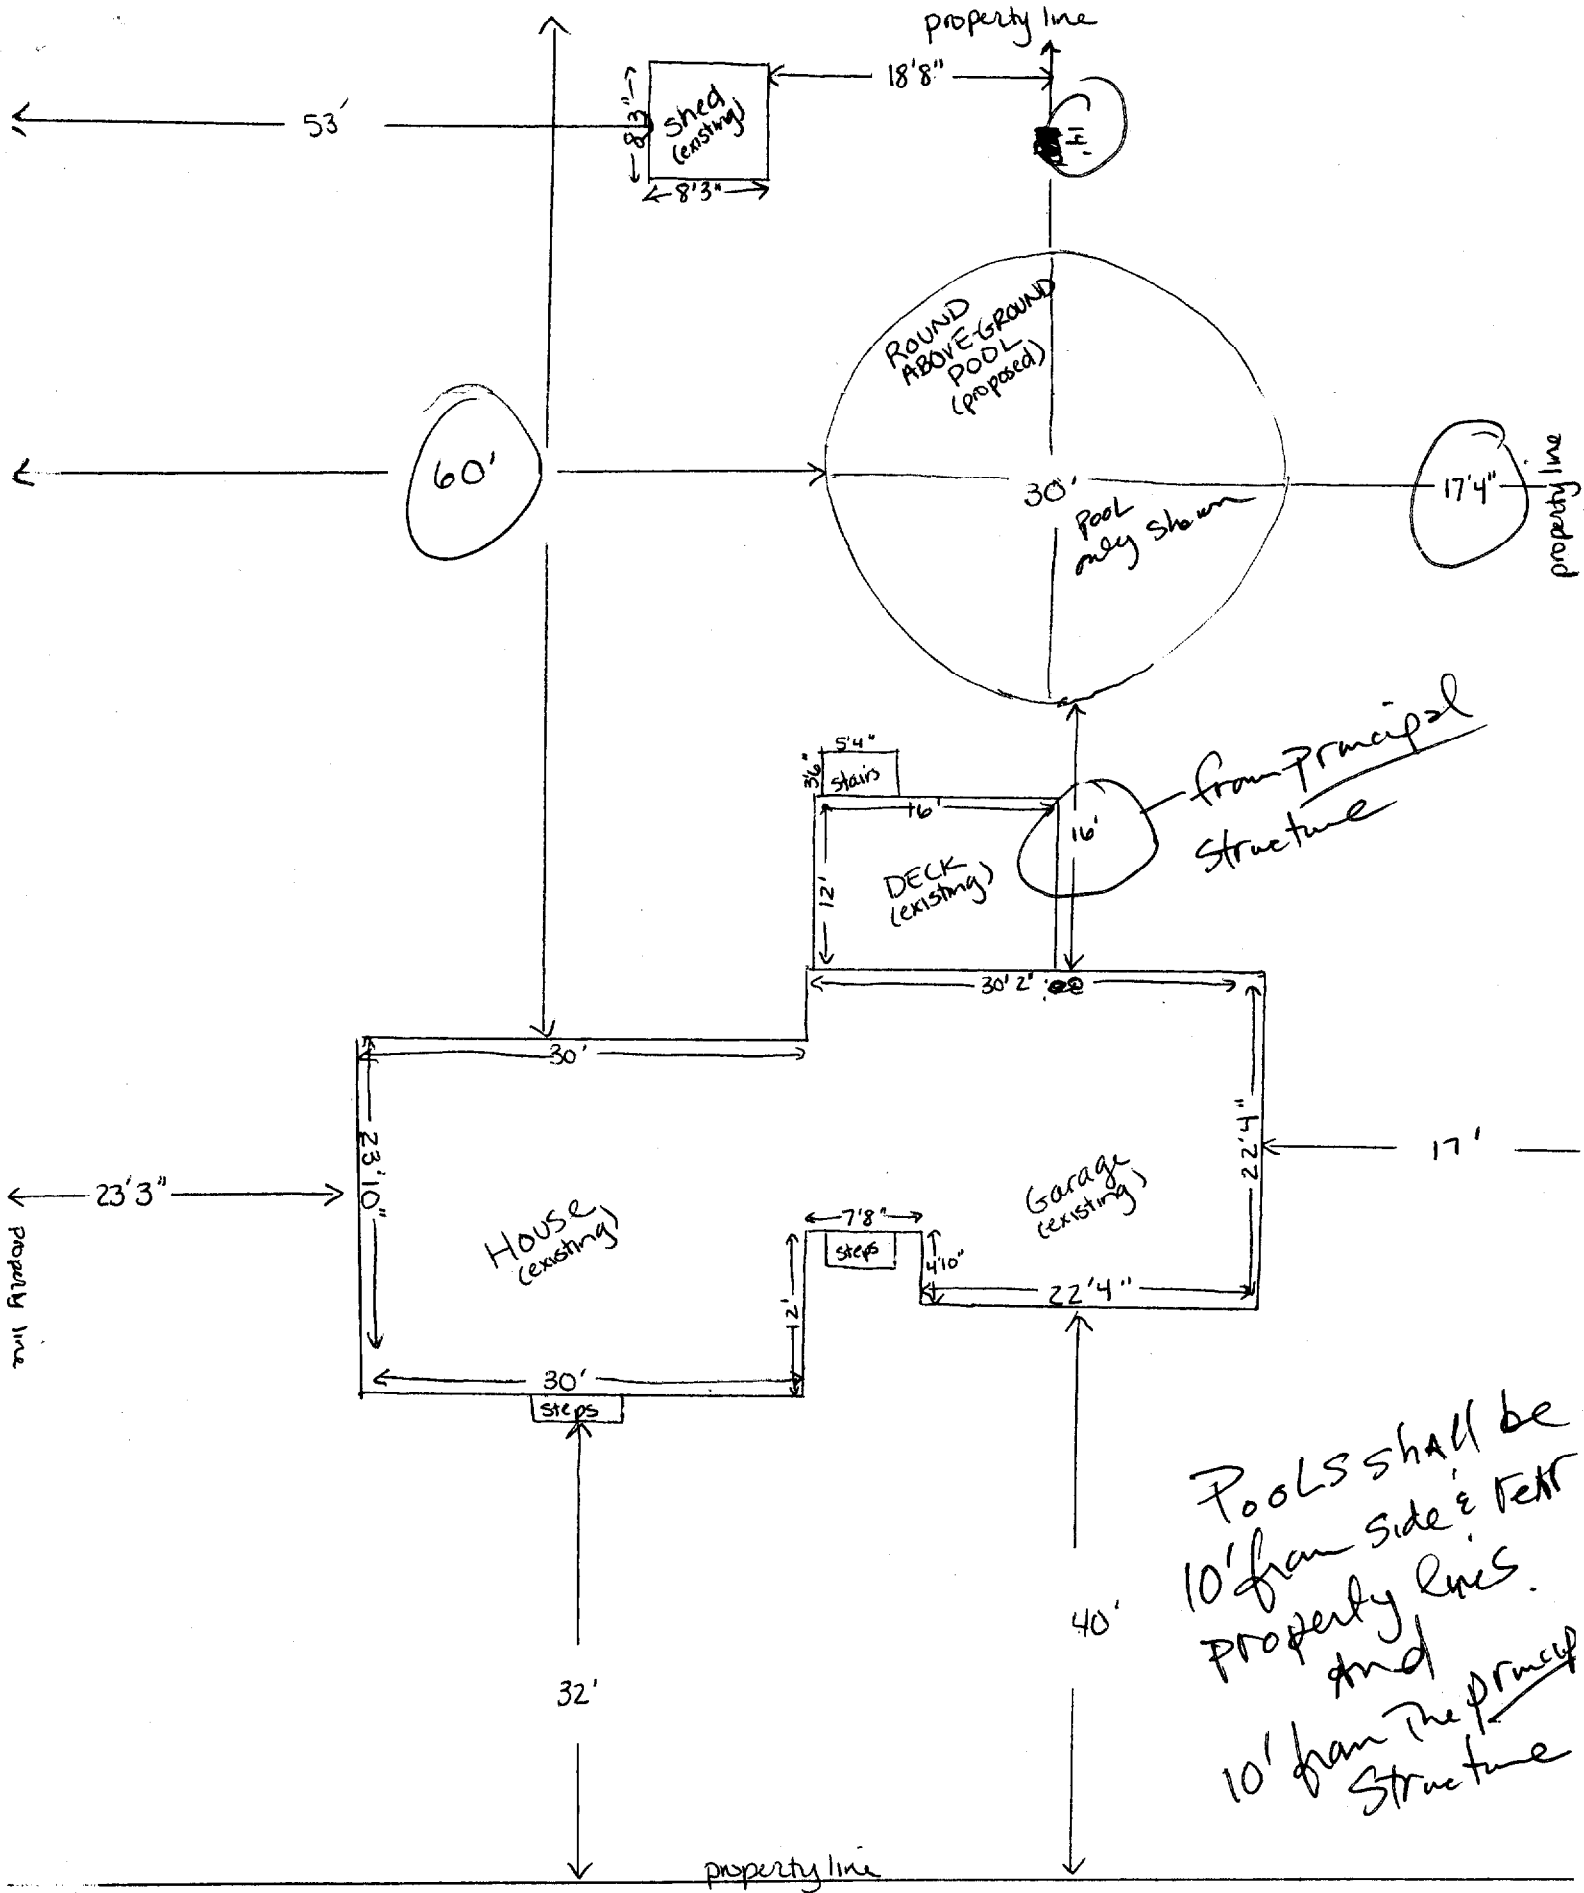 property line
18'8"
53'
8'3"
shed
(existing)
8'3"
ROUND
ABOVE-GROUND
POOL
(proposed)
60'
30'
17'4"
property line
POOL
only shown
from principal
structure
5'4"
3'6"
stairs
16'
16'
12'
DECK
(existing)
30'2"
30'
23'10"
22'4"
17'
23'3"
property line
House
(existing)
Garage
(existing)
7'8"
steps
4'10"
22'4"
12'
30'
steps
Pools shall be
10' from side & rear
property lines.
And
10' from The princip
Structure
40'
32'
property line